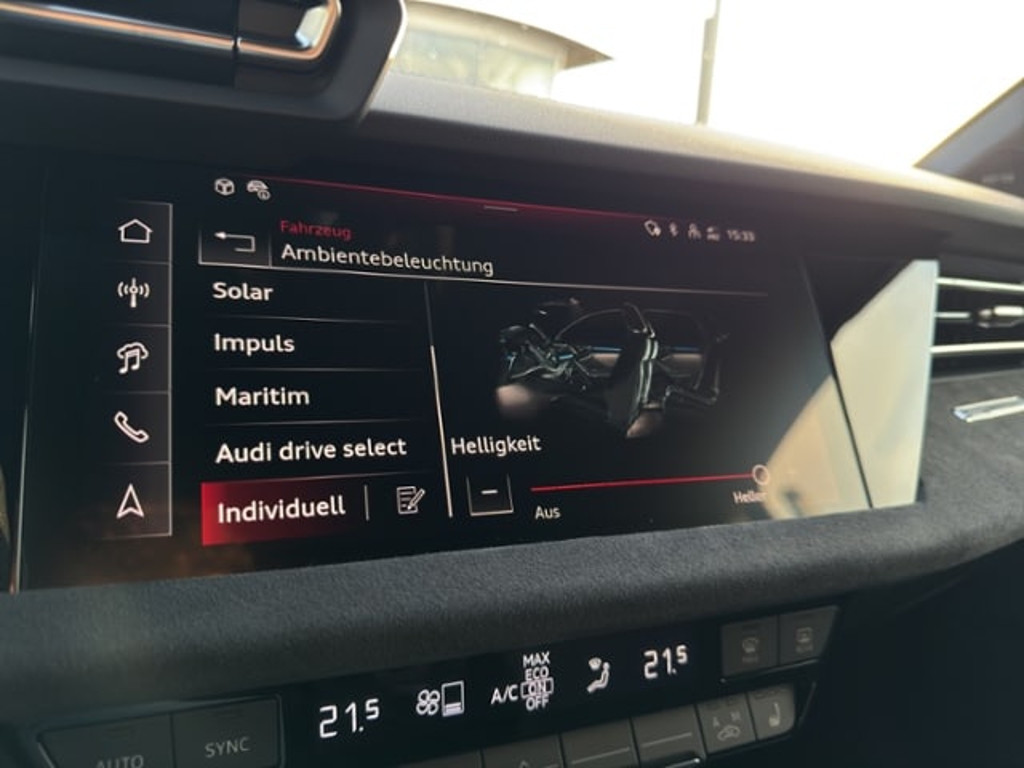 Fahrzeug
Ambientebeleuchtung
15:33
Solar
Impuls
Maritim
Audi drive select
Individuell
Helligkeit
Aus
Heller
21.5
A/C
MAX
ECO
ON
OFF
21.5
AUTO
SYNC
A M